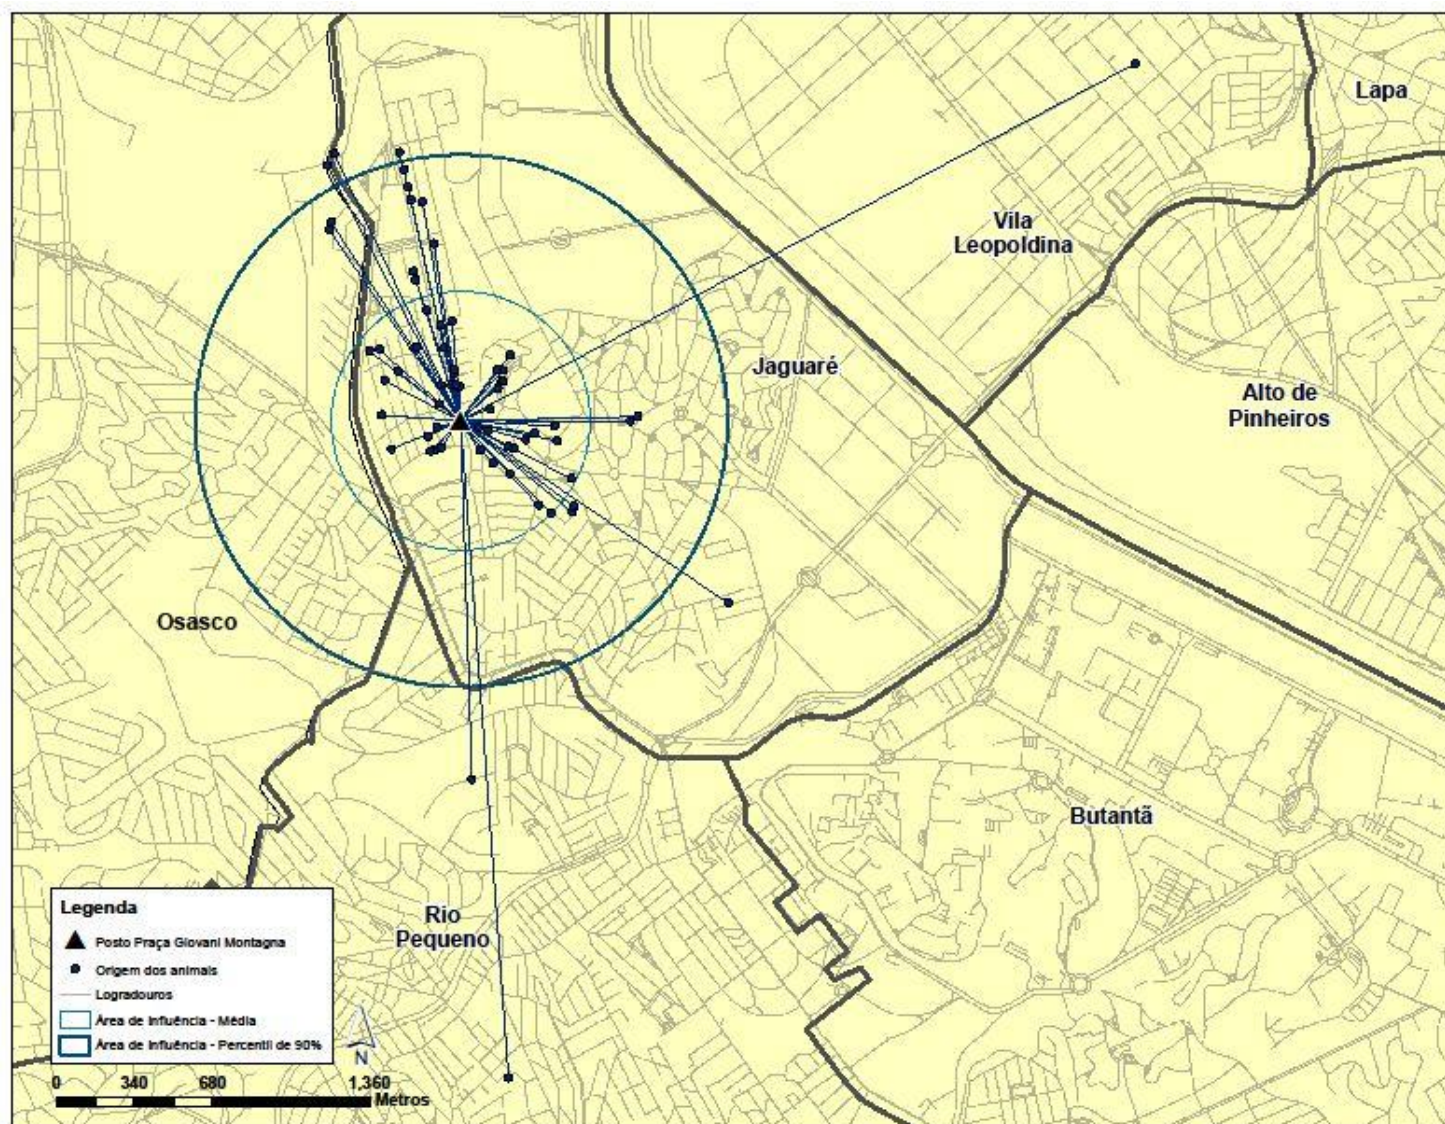 Lapa
Vila
Leopoldina
Jaguaré
Alto de
Pinheiros
Osasco
Butantã
Rio
Pequeno
Legenda
Posto Praça Giovani Montagna
Origem dos animais
Logradouros
Área de Influência - Média
Área de Influência - Percentil de 90%
N
0 340 680 1,360
Metros